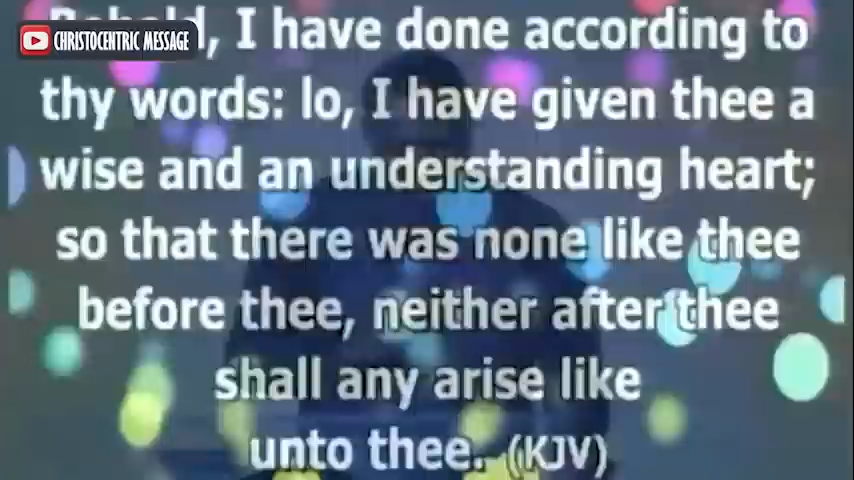 CHRISTOCENTRIC MESSAGE
Behold, I have done according to
thy words: lo, I have given thee a
wise and an understanding heart;
so that there was none like thee
before thee, neither after thee
shall any arise like
unto thee. (KJV)